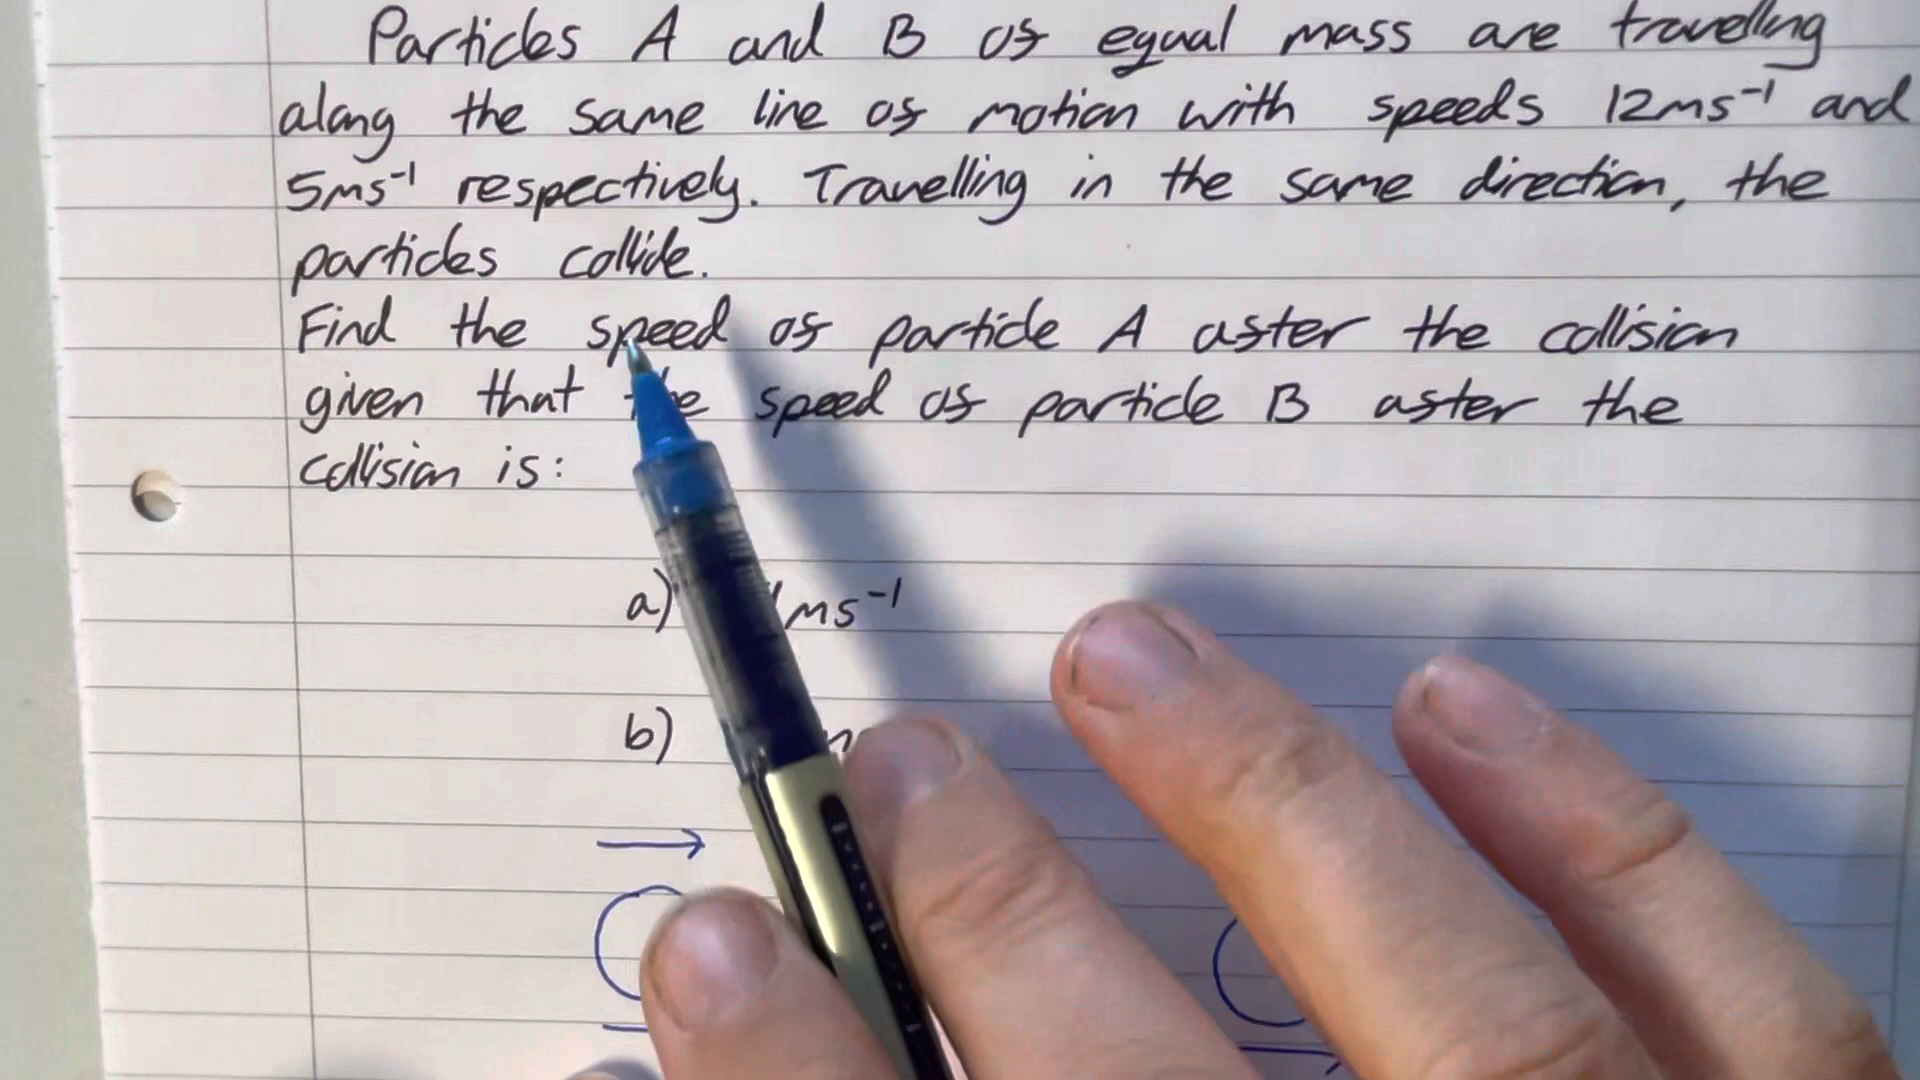 Particles A and B of equal mass are travelling
along the same line of motion with speeds 12ms⁻¹ and
5ms⁻¹ respectively. Travelling in the same direction, the
particles collide.
Find the speed of particle A after the collision
given that the speed of particle B after the
collision is:
a) ms⁻¹
b)